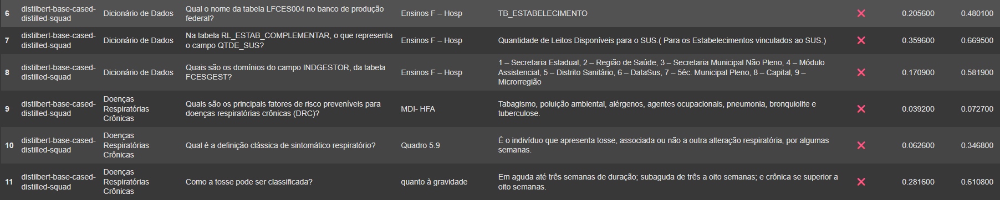 6 distilbert-base-cased-distilled-squad Dicionário de Dados Qual o nome da tabela LFCES004 no banco de produção federal? Ensinos F – Hosp TB_ESTABELECIMENTO ❌ 0.205600 0.480100
7 distilbert-base-cased-distilled-squad Dicionário de Dados Na tabela RL_ESTAB_COMPLEMENTAR, o que representa o campo QTDE_SUS? Ensinos F – Hosp Quantidade de Leitos Disponíveis para o SUS.( Para os Estabelecimentos vinculados ao SUS.) ❌ 0.359600 0.669500
8 distilbert-base-cased-distilled-squad Dicionário de Dados Quais são os domínios do campo INDGESTOR, da tabela FCESGEST? Ensinos F – Hosp 1 – Secretaria Estadual, 2 – Região de Saúde, 3 – Secretaria Municipal Não Pleno, 4 – Módulo Assistencial, 5 – Distrito Sanitário, 6 – DataSus, 7 – 5éc. Municipal Pleno, 8 – Capital, 9 – Microrregião ❌ 0.170900 0.581900
9 distilbert-base-cased-distilled-squad Doenças Respiratórias Crônicas Quais são os principais fatores de risco preveníveis para doenças respiratórias crônicas (DRC)? MDI- HFA Tabagismo, poluição ambiental, alérgenos, agentes ocupacionais, pneumonia, bronquiolite e tuberculose. ❌ 0.039200 0.072700
10 distilbert-base-cased-distilled-squad Doenças Respiratórias Crônicas Qual é a definição clássica de sintomático respiratório? Quadro 5.9 É o indivíduo que apresenta tosse, associada ou não a outra alteração respiratória, por algumas semanas. ❌ 0.062600 0.346800
11 distilbert-base-cased-distilled-squad Doenças Respiratórias Crônicas Como a tosse pode ser classificada? quanto à gravidade Em aguda até três semanas de duração; subaguda de três a oito semanas; e crônica se superior a oito semanas. ❌ 0.281600 0.610800